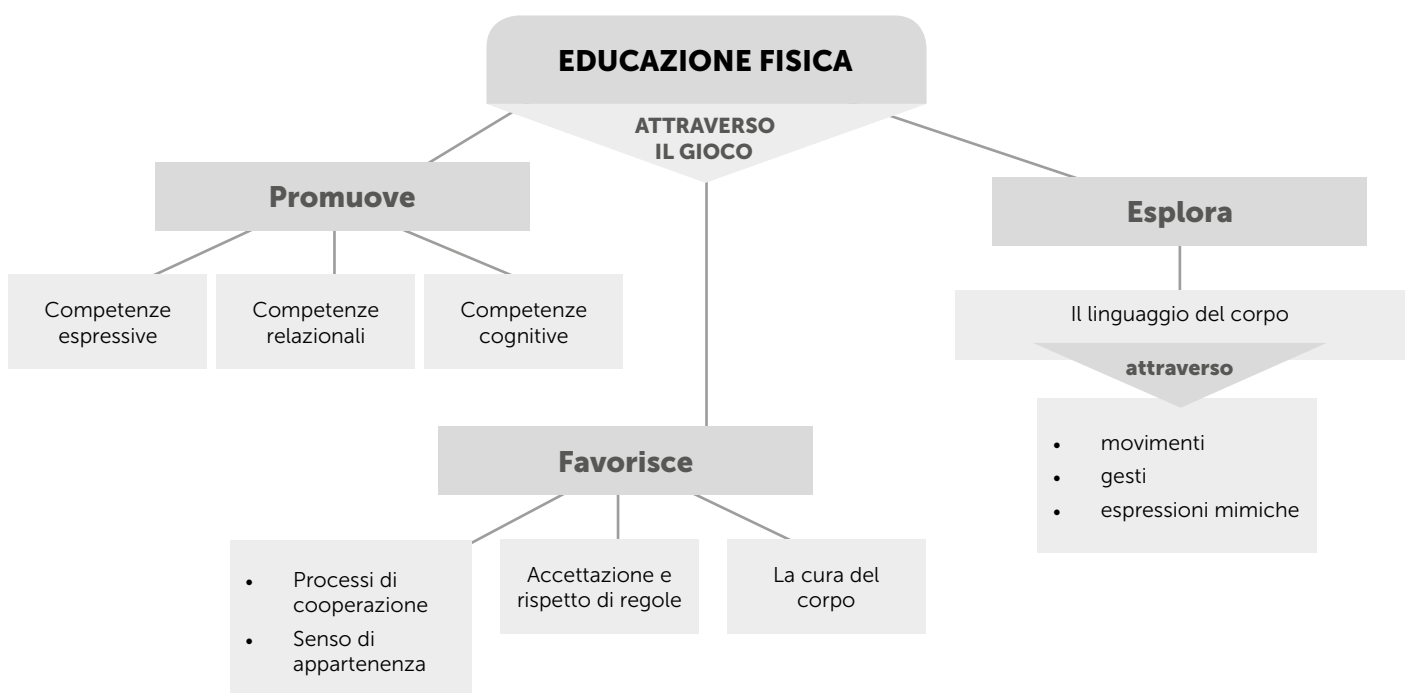 EDUCAZIONE FISICA
ATTRAVERSO
IL GIOCO
Promuove
Competenze
espressive
Competenze
relazionali
Competenze
cognitive
Favorisce
• Processi di
cooperazione
• Senso di
appartenenza
Accettazione e
rispetto di regole
La cura del
corpo
Esplora
Il linguaggio del corpo
attraverso
• movimenti
• gesti
• espressioni mimiche